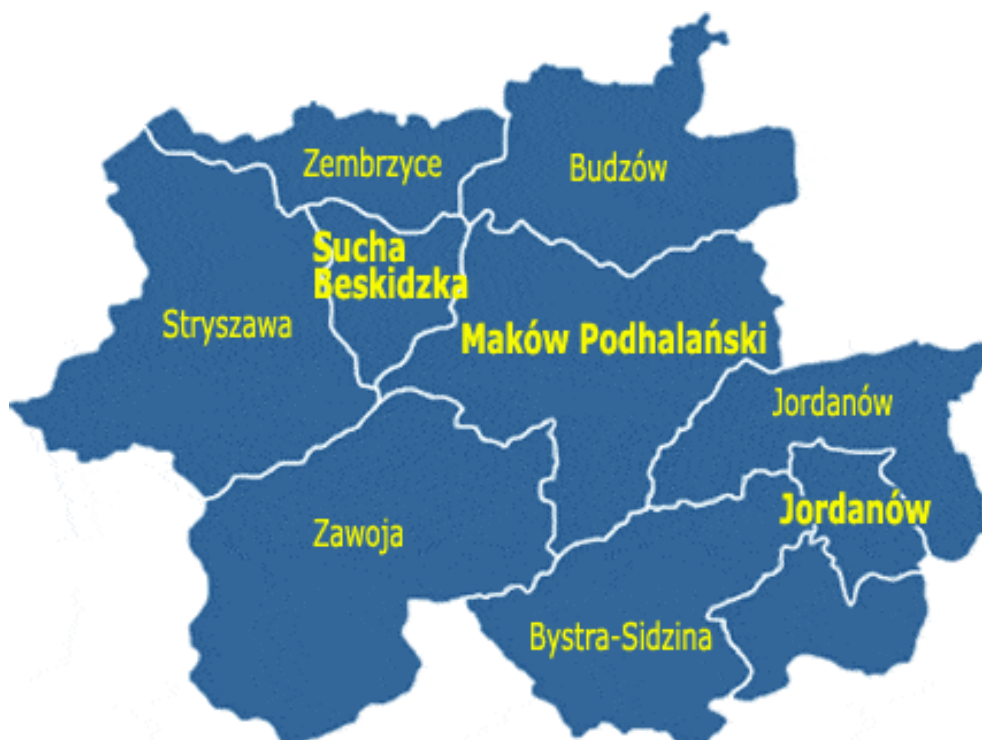 Zembrzyce
Budzów
Sucha
Beskidzka
Stryszawa
Maków Podhalański
Jordanów
Jordanów
Zawoja
Bystra-Sidzina